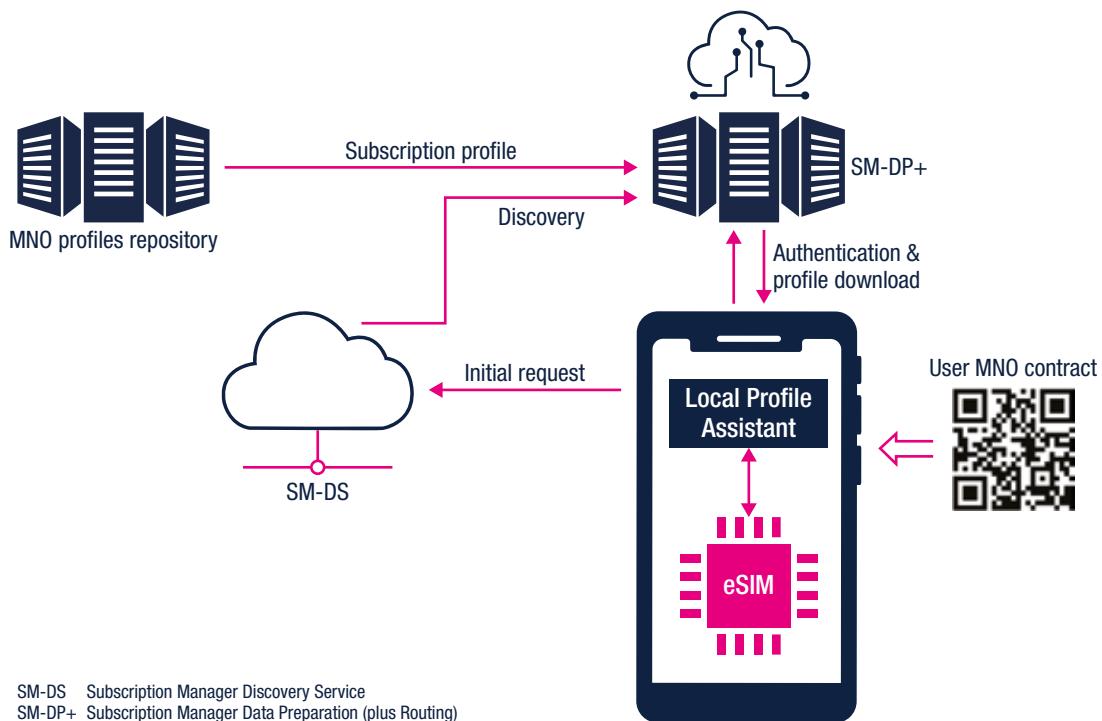 Subscription profile
SM-DP+
Discovery
MNO profiles repository
Authentication &
profile download
Initial request
User MNO contract
Local Profile
Assistant
SM-DS
eSIM
SM-DS Subscription Manager Discovery Service
SM-DP+ Subscription Manager Data Preparation (plus Routing)